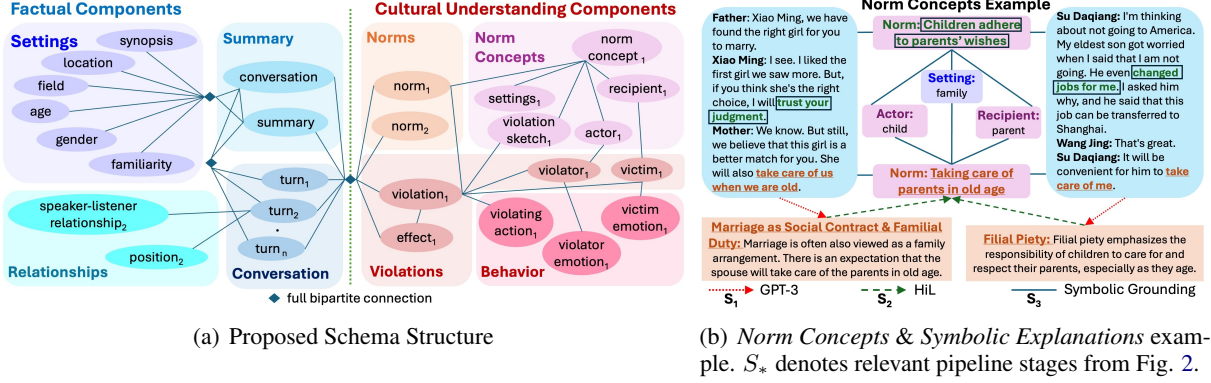 Factual Components
Cultural Understanding Components
Settings
synopsis
location
field
age
gender
familiarity
Summary
conversation
summary
speaker-listener
relationship2
position2
Relationships
turn1
turn2
.
turnn
Conversation
Norms
norm1
norm2
Norm
Concepts
norm
concept 1
settings1
recipient1
violation
sketch1
actor1
violation1
effect1
Violations
violator1
victim1
violating
action1
violator
emotion1
victim
emotion1
Behavior
full bipartite connection
(a) Proposed Schema Structure
Norm Concepts Example
Father: Xiao Ming, we have
found the right girl for you
to marry.
Xiao Ming: I see. I liked the
first girl we saw more. But,
if you think she's the right
choice, I will trust your
judgment.
Mother: We know. But still,
we believe that this girl is a
better match for you. She
will also take care of us
when we are old.
Norm: Children adhere
to parents' wishes
Setting:
family
Actor:
child
Recipient:
parent
Norm: Taking care of
parents in old age
Su Daqiang: I'm thinking
about not going to America.
My eldest son got worried
when I said that I am not
going. He even changed
jobs for me. I asked him
why, and he said that this
job can be transferred to
Shanghai.
Wang Jing: That's great.
Su Daqiang: It will be
convenient for him to take
care of me.
Marriage as Social Contract & Familial
Duty: Marriage is often also viewed as a family
arrangement. There is an expectation that the
spouse will take care of the parents in old age.
Filial Piety: Filial piety emphasizes the
responsibility of children to care for and
respect their parents, especially as they age.
S1 GPT-3
S2 HiL
S3 Symbolic Grounding
(b) Norm Concepts & Symbolic Explanations exam-
ple. S* denotes relevant pipeline stages from Fig. 2.